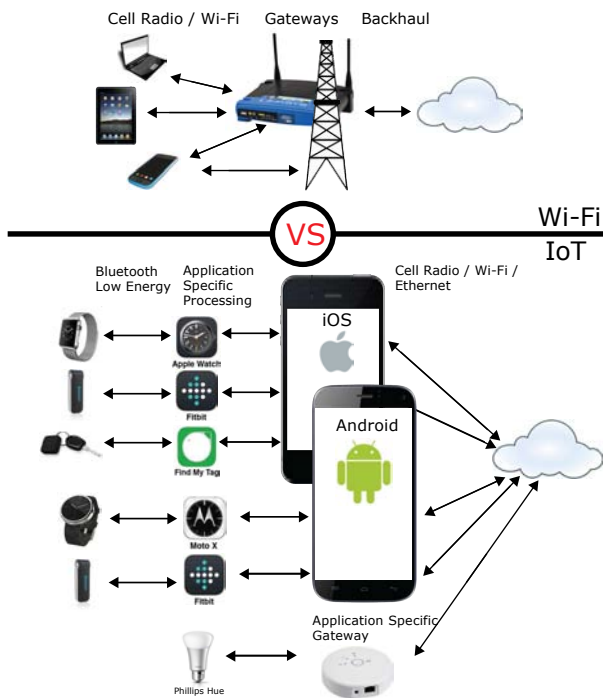 Cell Radio / Wi-Fi Gateways Backhaul
Wi-Fi
VS
IoT
Bluetooth
Low Energy
Application
Specific
Processing
Cell Radio / Wi-Fi /
Ethernet
iOS
Apple Watch
Fitbit
Find My Tag
Android
Moto X
Fitbit
Application Specific
Gateway
Phillips Hue